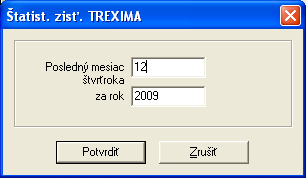 Štatist. zisť. TREXIMA
Posledný mesiac 12
štvrťroka
za rok 2009
Potvrdiť Zrušiť